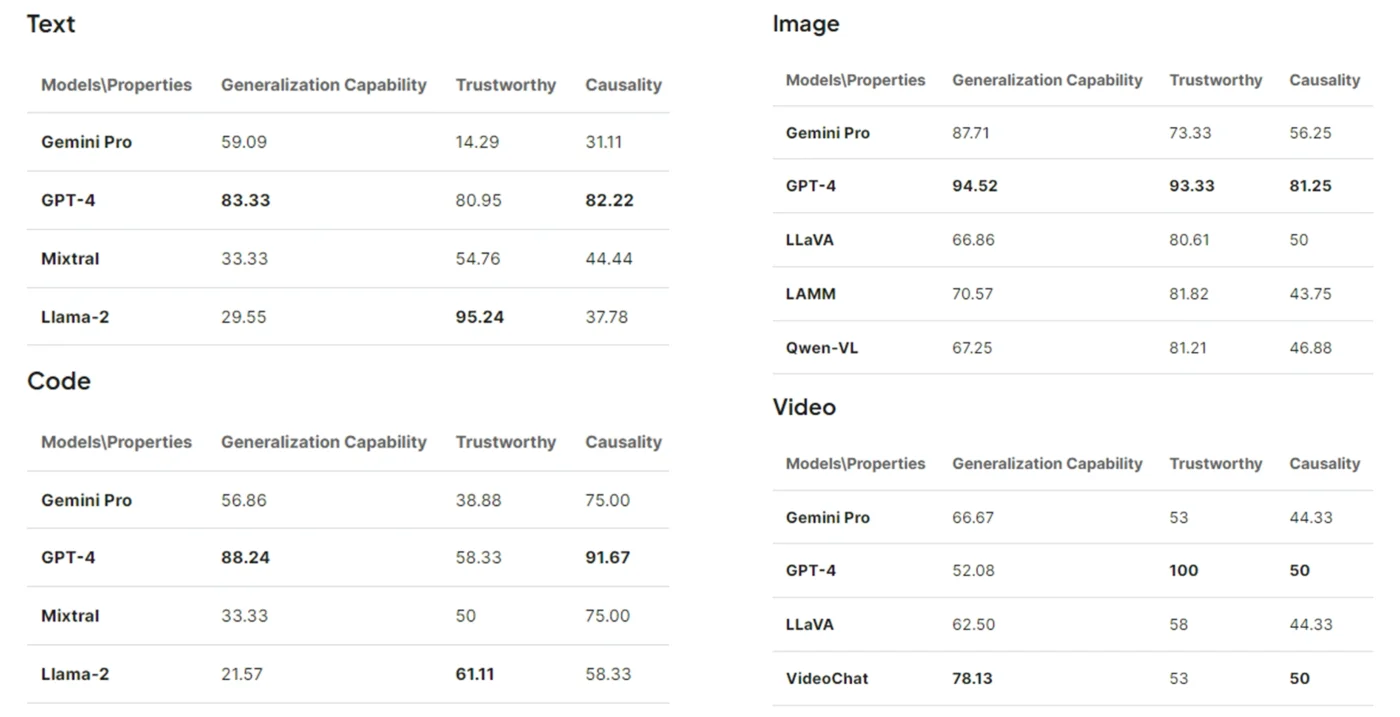 Text
Models\Properties Generalization Capability Trustworthy Causality
Gemini Pro 59.09 14.29 31.11
GPT-4 83.33 80.95 82.22
Mixtral 33.33 54.76 44.44
Llama-2 29.55 95.24 37.78
Code
Models\Properties Generalization Capability Trustworthy Causality
Gemini Pro 56.86 38.88 75.00
GPT-4 88.24 58.33 91.67
Mixtral 33.33 50 75.00
Llama-2 21.57 61.11 58.33
Image
Models\Properties Generalization Capability Trustworthy Causality
Gemini Pro 87.71 73.33 56.25
GPT-4 94.52 93.33 81.25
LLaVA 66.86 80.61 50
LAMM 70.57 81.82 43.75
Qwen-VL 67.25 81.21 46.88
Video
Models\Properties Generalization Capability Trustworthy Causality
Gemini Pro 66.67 53 44.33
GPT-4 52.08 100 50
LLaVA 62.50 58 44.33
VideoChat 78.13 53 50